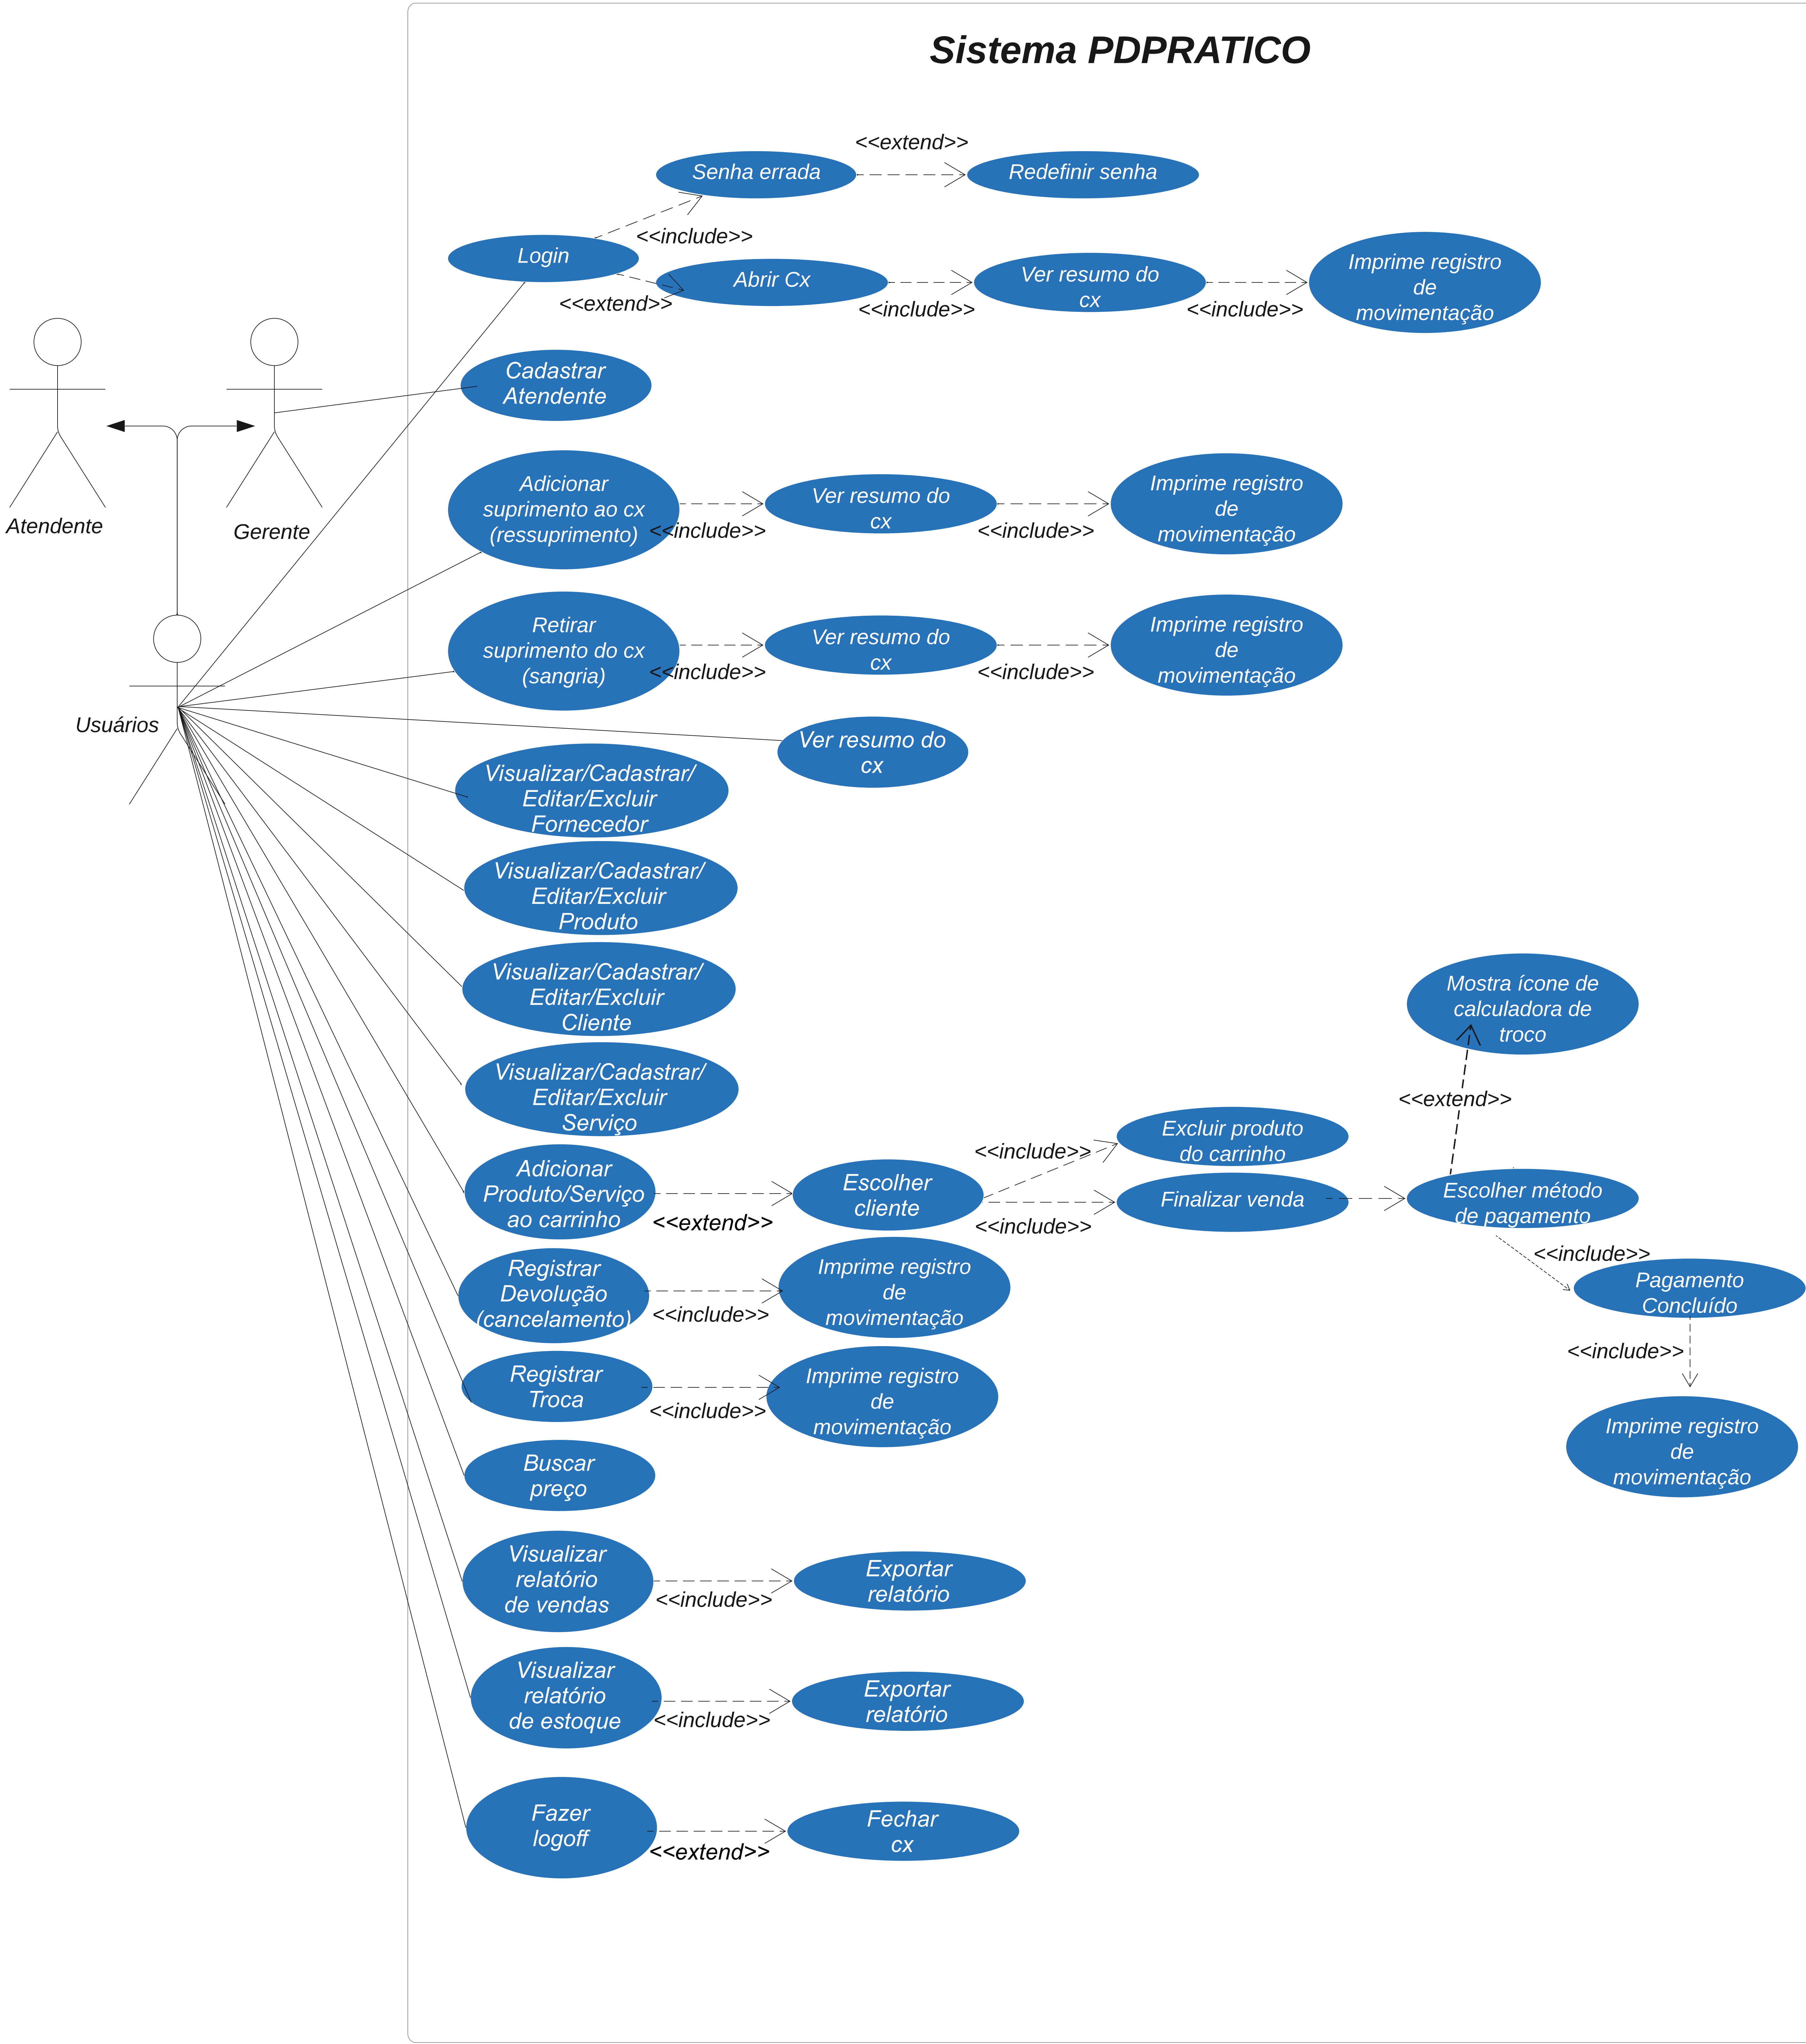 Sistema PDPRATICO
<<extend>>
Senha errada
Redefinir senha
<<include>>
Login
Abrir Cx
<<extend>>
<<include>>
Ver resumo do
cx
<<include>>
Imprime registro
de
movimentação
Cadastrar
Atendente
Atendente
Gerente
Adicionar
suprimento ao cx
(ressuprimento)
<<include>>
Ver resumo do
cx
<<include>>
Imprime registro
de
movimentação
Retirar
suprimento do cx
(sangria)
<<include>>
Ver resumo do
cx
<<include>>
Imprime registro
de
movimentação
Usuários
Ver resumo do
cx
Visualizar/Cadastrar/
Editar/Excluir
Fornecedor
Visualizar/Cadastrar/
Editar/Excluir
Produto
Visualizar/Cadastrar/
Editar/Excluir
Cliente
Visualizar/Cadastrar/
Editar/Excluir
Serviço
Mostra ícone de
calculadora de
troco
<<extend>>
Adicionar
Produto/Serviço
ao carrinho
<<extend>>
Escolher
cliente
<<include>>
Excluir produto
do carrinho
<<include>>
Finalizar venda
Escolher método
de pagamento
<<include>>
Pagamento
Concluído
<<include>>
Imprime registro
de
movimentação
Registrar
Devolução
(cancelamento)
<<include>>
Imprime registro
de
movimentação
Registrar
Troca
<<include>>
Imprime registro
de
movimentação
Buscar
preço
Visualizar
relatório
de vendas
<<include>>
Exportar
relatório
Visualizar
relatório
de estoque
<<include>>
Exportar
relatório
Fazer
logoff
<<extend>>
Fechar
cx